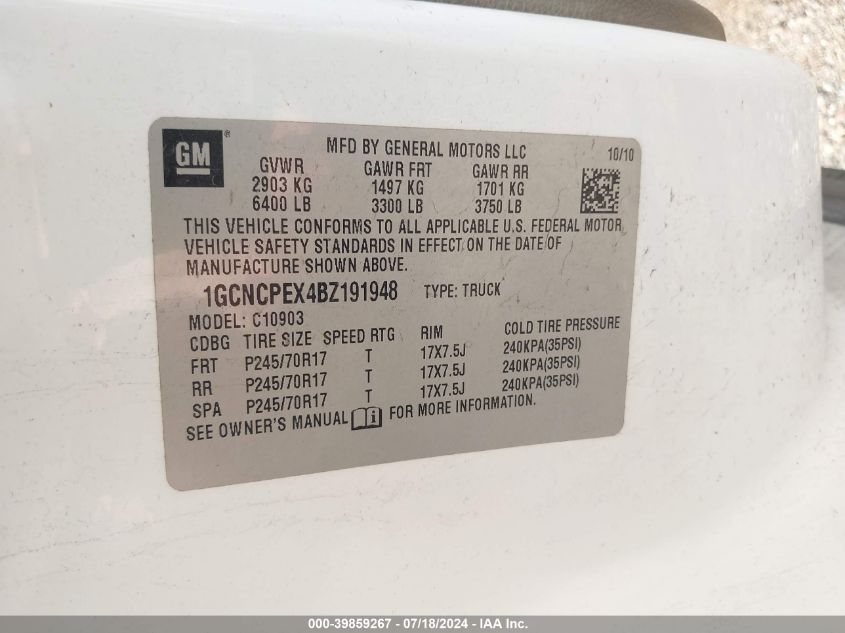 GM®
MFD BY GENERAL MOTORS LLC 10/10
GVWR GAWR FRT GAWR RR
2903 KG 1497 KG 1701 KG
6400 LB 3300 LB 3750 LB
THIS VEHICLE CONFORMS TO ALL APPLICABLE U.S. FEDERAL MOTOR
VEHICLE SAFETY STANDARDS IN EFFECT ON THE DATE OF
MANUFACTURE SHOWN ABOVE.
1GCNCPEX4BZ191948 TYPE: TRUCK
MODEL: C10903
CDBG TIRE SIZE SPEED RTG RIM COLD TIRE PRESSURE
FRT P245/70R17 T 17X7.5J 240KPA(35PSI)
RR P245/70R17 T 17X7.5J 240KPA(35PSI)
SPA P245/70R17 T 17X7.5J 240KPA(35PSI)
SEE OWNER'S MANUAL i FOR MORE INFORMATION.
000-39859267 - 07/18/2024 - IAA Inc.